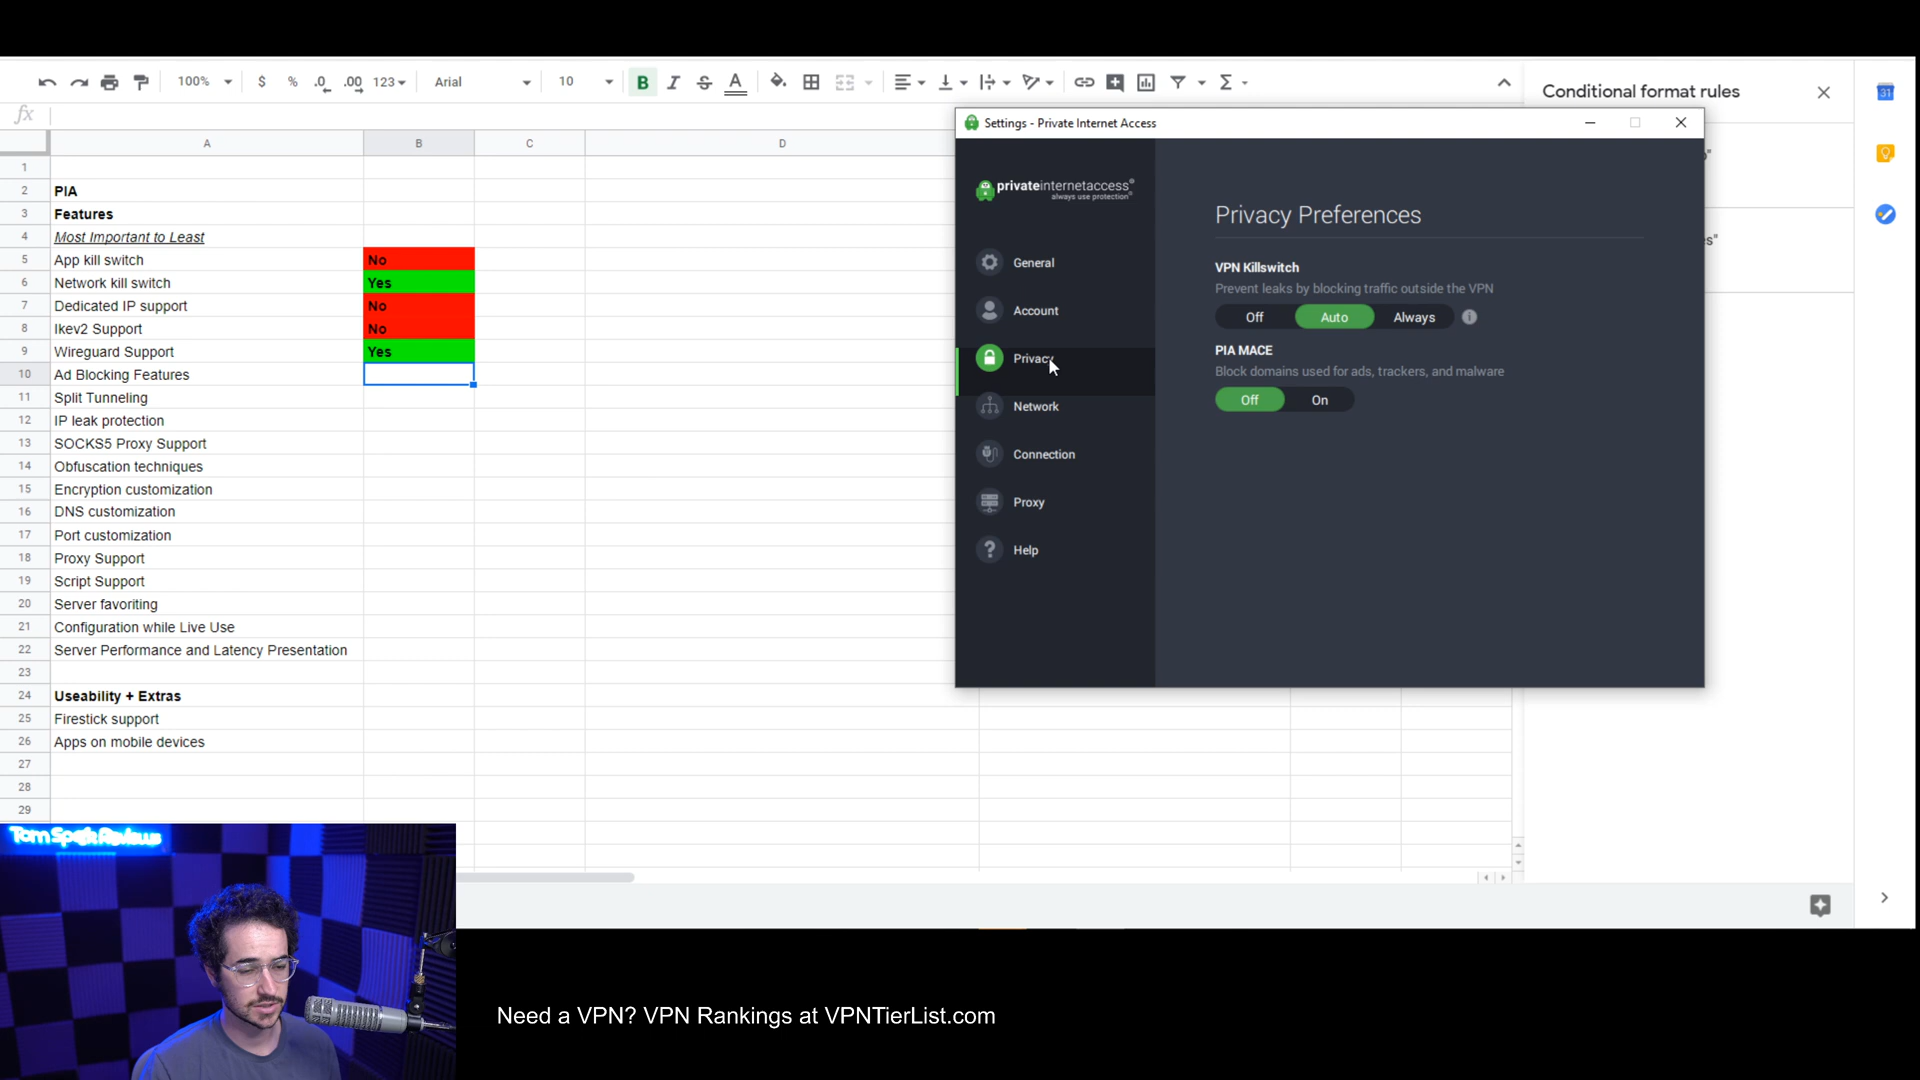 100%
$
%
.0
.00
123
Arial
10
B
I
S
A
Σ
Conditional format rules
31
fx
A
B
C
D
1
2 PIA
3 Features
4 Most Important to Least
5 App kill switch No
6 Network kill switch Yes
7 Dedicated IP support No
8 Ikev2 Support No
9 Wireguard Support Yes
10 Ad Blocking Features
11 Split Tunneling
12 IP leak protection
13 SOCKS5 Proxy Support
14 Obfuscation techniques
15 Encryption customization
16 DNS customization
17 Port customization
18 Proxy Support
19 Script Support
20 Server favoriting
21 Configuration while Live Use
22 Server Performance and Latency Presentation
23
24 Useability + Extras
25 Firestick support
26 Apps on mobile devices
27
28
29
Settings - Private Internet Access
privateinternetaccess®
always use protection®
General
Account
Privacy
Network
Connection
Proxy
Help
Privacy Preferences
VPN Killswitch
Prevent leaks by blocking traffic outside the VPN
Off Auto Always
PIA MACE
Block domains used for ads, trackers, and malware
Off On
s"
Tom Spark Reviews
Need a VPN? VPN Rankings at VPNTierList.com